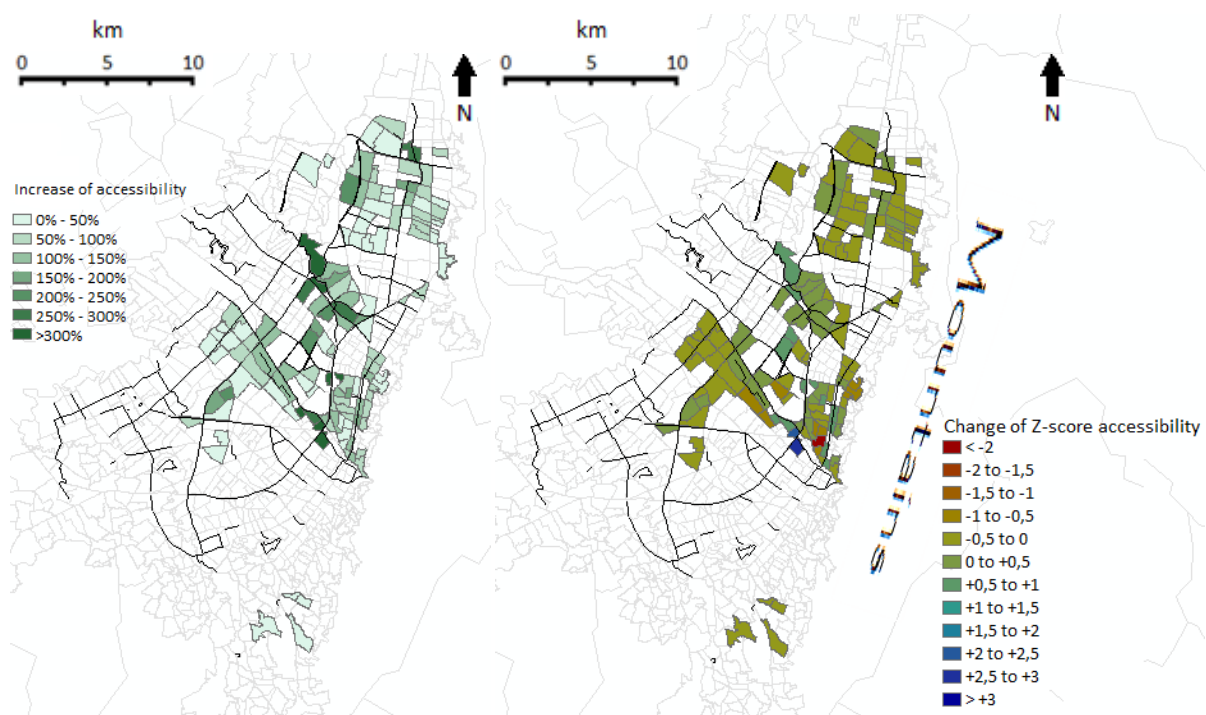 km
0 5 10
N
Increase of accessibility
0% - 50%
50% - 100%
100% - 150%
150% - 200%
200% - 250%
250% - 300%
>300%
km
0 5 10
N
Mountains
Change of Z-score accessibility
< -2
-2 to -1,5
-1,5 to -1
-1 to -0,5
-0,5 to 0
0 to +0,5
+0,5 to +1
+1 to +1,5
+1,5 to +2
+2 to +2,5
+2,5 to +3
> +3